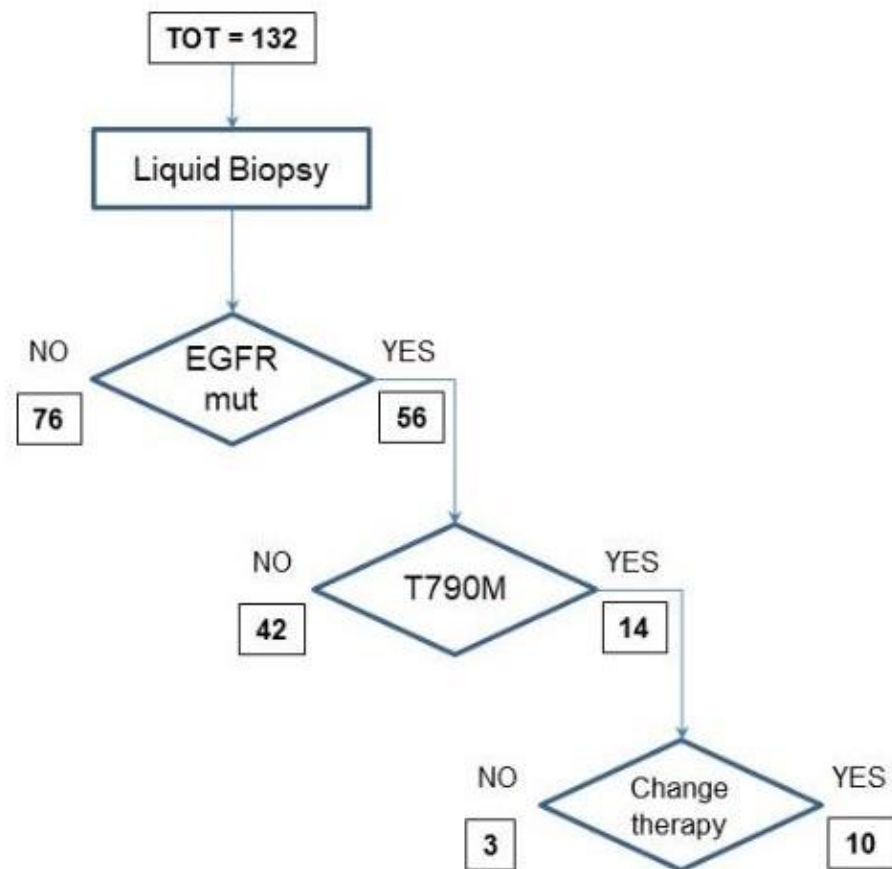 TOT = 132
Liquid Biopsy
NO
EGFR
mut
YES
76
56
NO
T790M
YES
42
14
NO
Change
therapy
YES
3
10